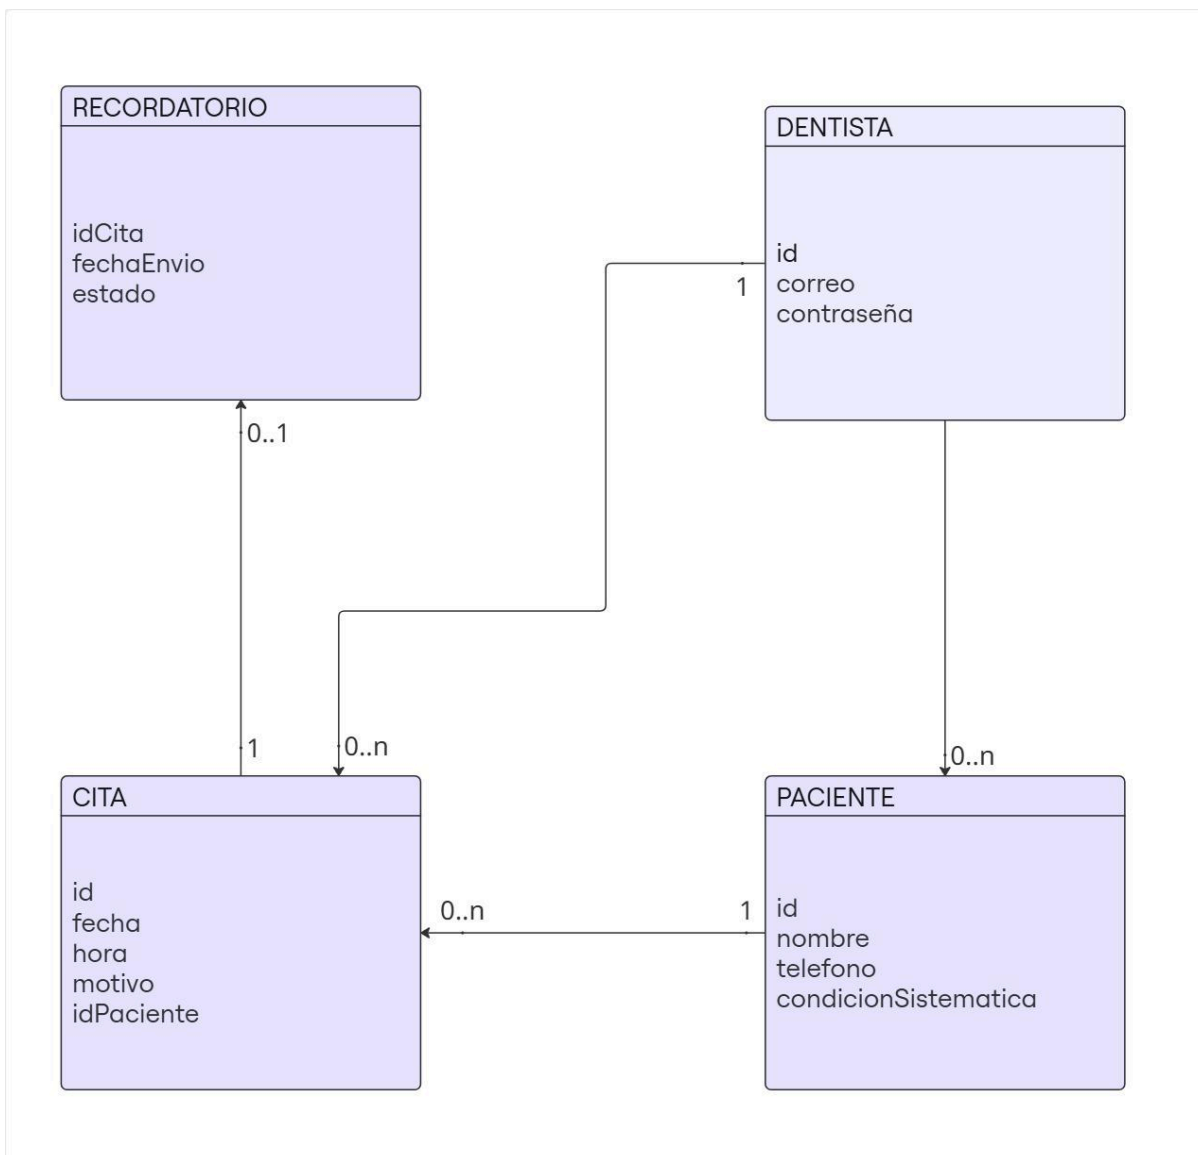 RECORDATORIO
idCita
fechaEnvio
estado
DENTISTA
id
correo
contraseña
1
0..1
1
0..n
0..n
CITA
id
fecha
hora
motivo
idPaciente
0..n
1
PACIENTE
id
nombre
telefono
condicionSistematica